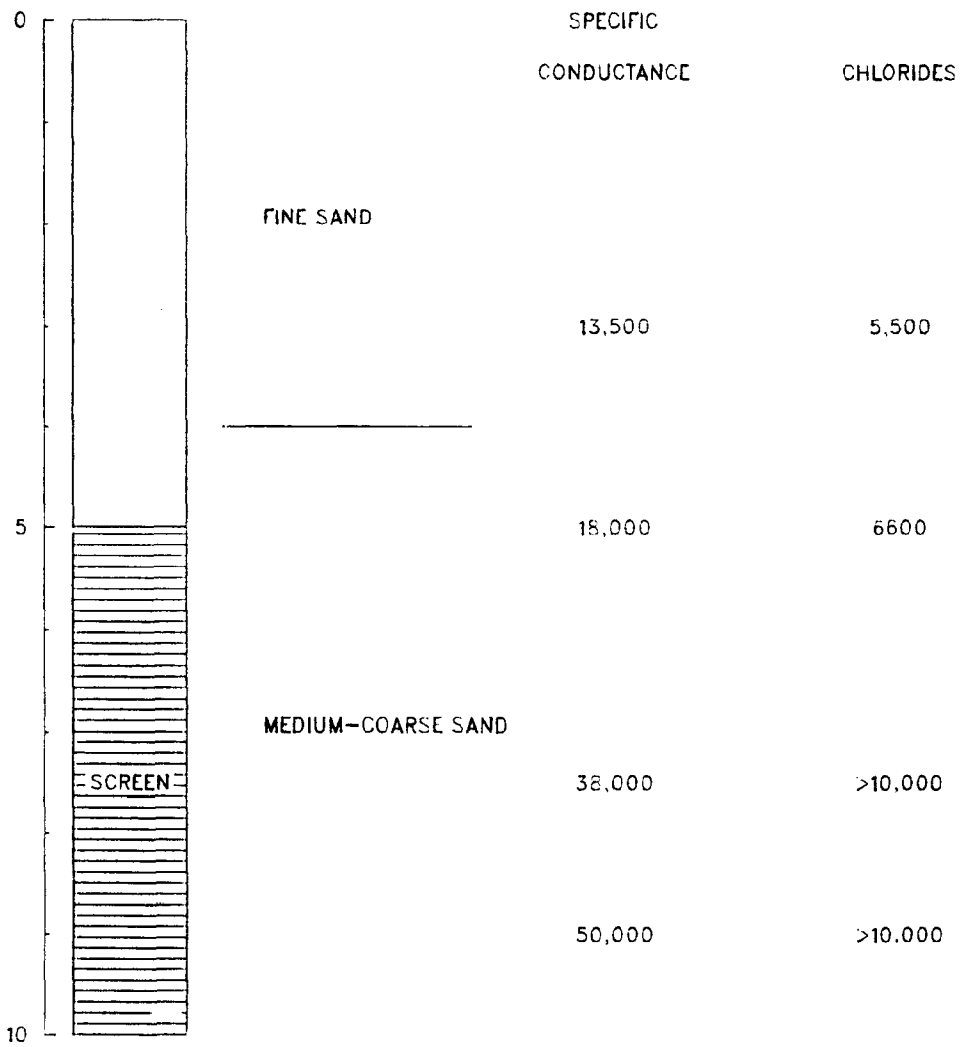 0
SPECIFIC
CONDUCTANCE CHLORIDES
FINE SAND
13,500 5,500
5 18,000 6600
MEDIUM-COARSE SAND
SCREEN 38,000 >10,000
50,000 >10.000
10